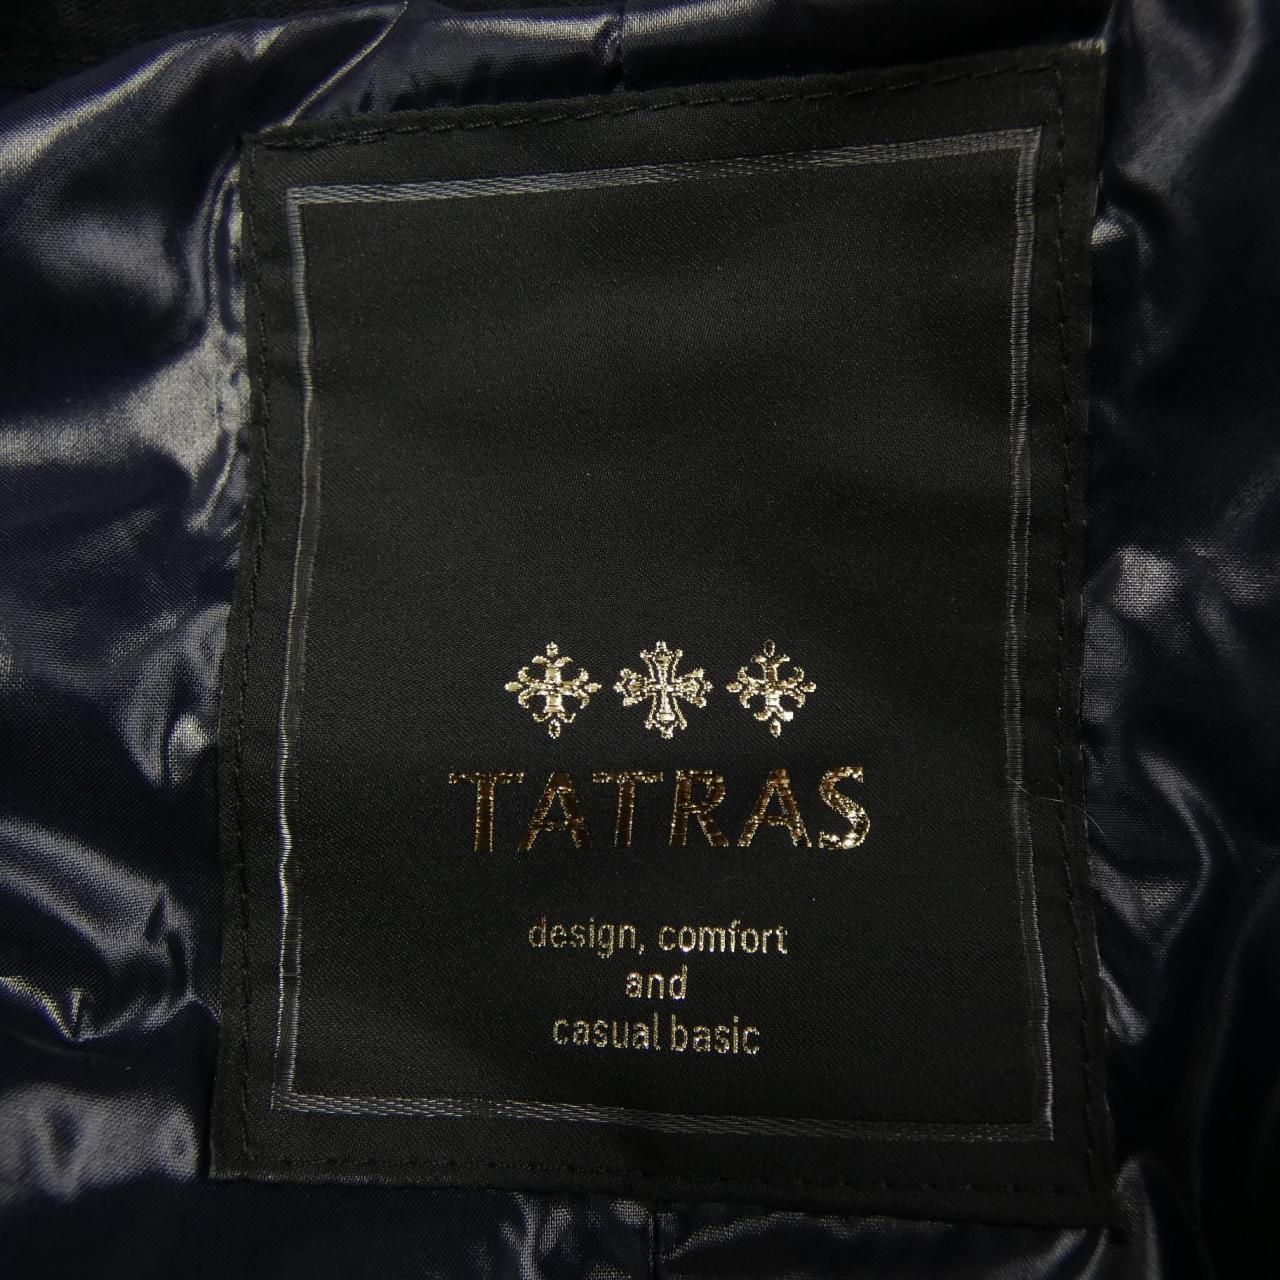 TATRAS
design, comfort
and
casual basic